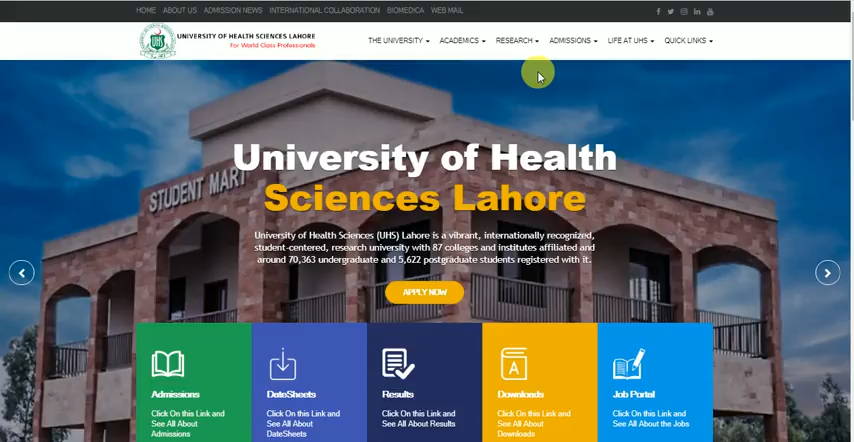 HOME ABOUT US ADMISSION NEWS INTERNATIONAL COLLABORATION BIOMEDICA WEB MAIL
UNIVERSITY OF HEALTH SCIENCES LAHORE
For World Class Professionals
THE UNIVERSITY ACADEMICS RESEARCH ADMISSIONS LIFE AT UHS QUICK LINKS
STUDENT MART
University of Health
Sciences Lahore
University of Health Sciences (UHS) Lahore is a vibrant, internationally recognized,
student-centered, research university with 87 colleges and institutes affiliated and
around 70,363 undergraduate and 5,622 postgraduate students registered with it.
APPLY NOW
Admissions
Click On this Link and
See All About
Admissions
DateSheets
Click On this Link and
See All About
DateSheets
Results
Click On this Link and
See All About Results
Downloads
Click On this Link and
See All About
Downloads
Job Portal
Click On this Link and
See All About the Jobs